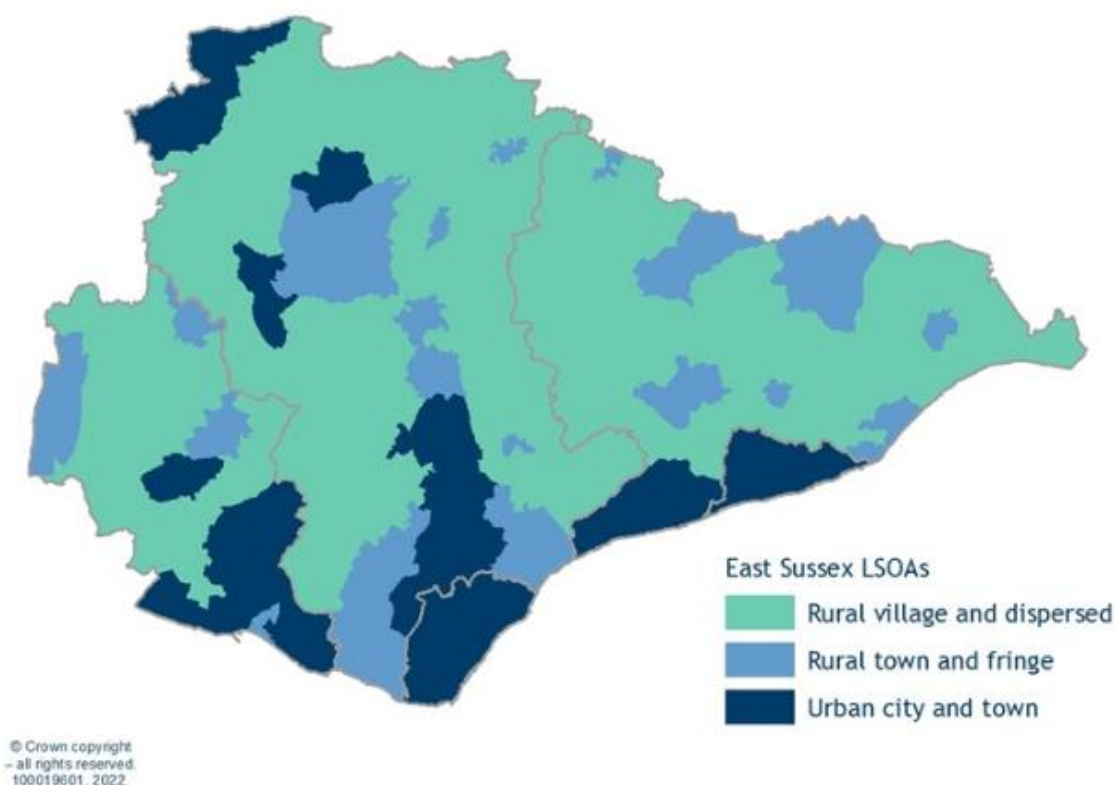 East Sussex LSOAs
Rural village and dispersed
Rural town and fringe
Urban city and town
© Crown copyright
- all rights reserved.
100019601, 2022.